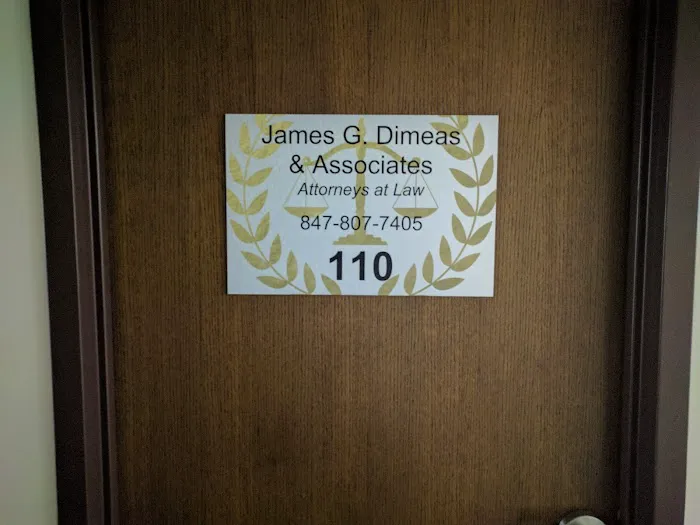 James G. Dimeas
& Associates
Attorneys at Law
847-807-7405
110